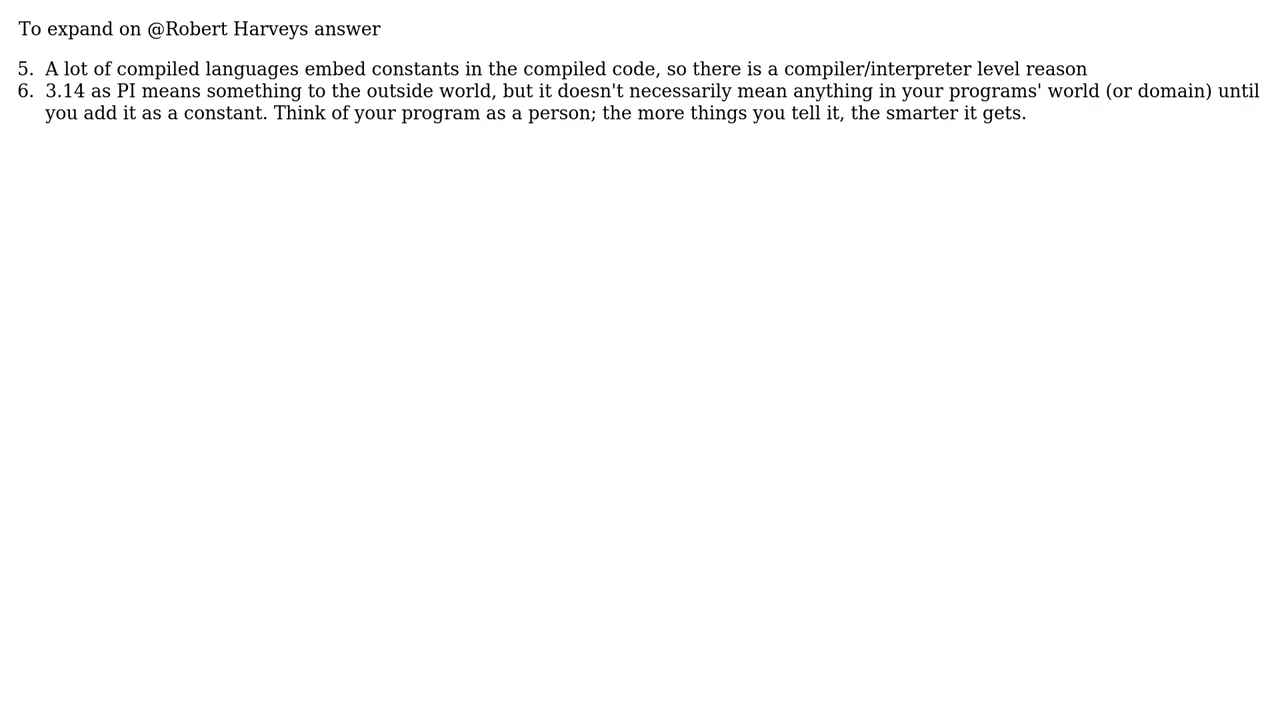 To expand on @Robert Harveys answer
5. A lot of compiled languages embed constants in the compiled code, so there is a compiler/interpreter level reason
6. 3.14 as PI means something to the outside world, but it doesn't necessarily mean anything in your programs' world (or domain) until
you add it as a constant. Think of your program as a person; the more things you tell it, the smarter it gets.